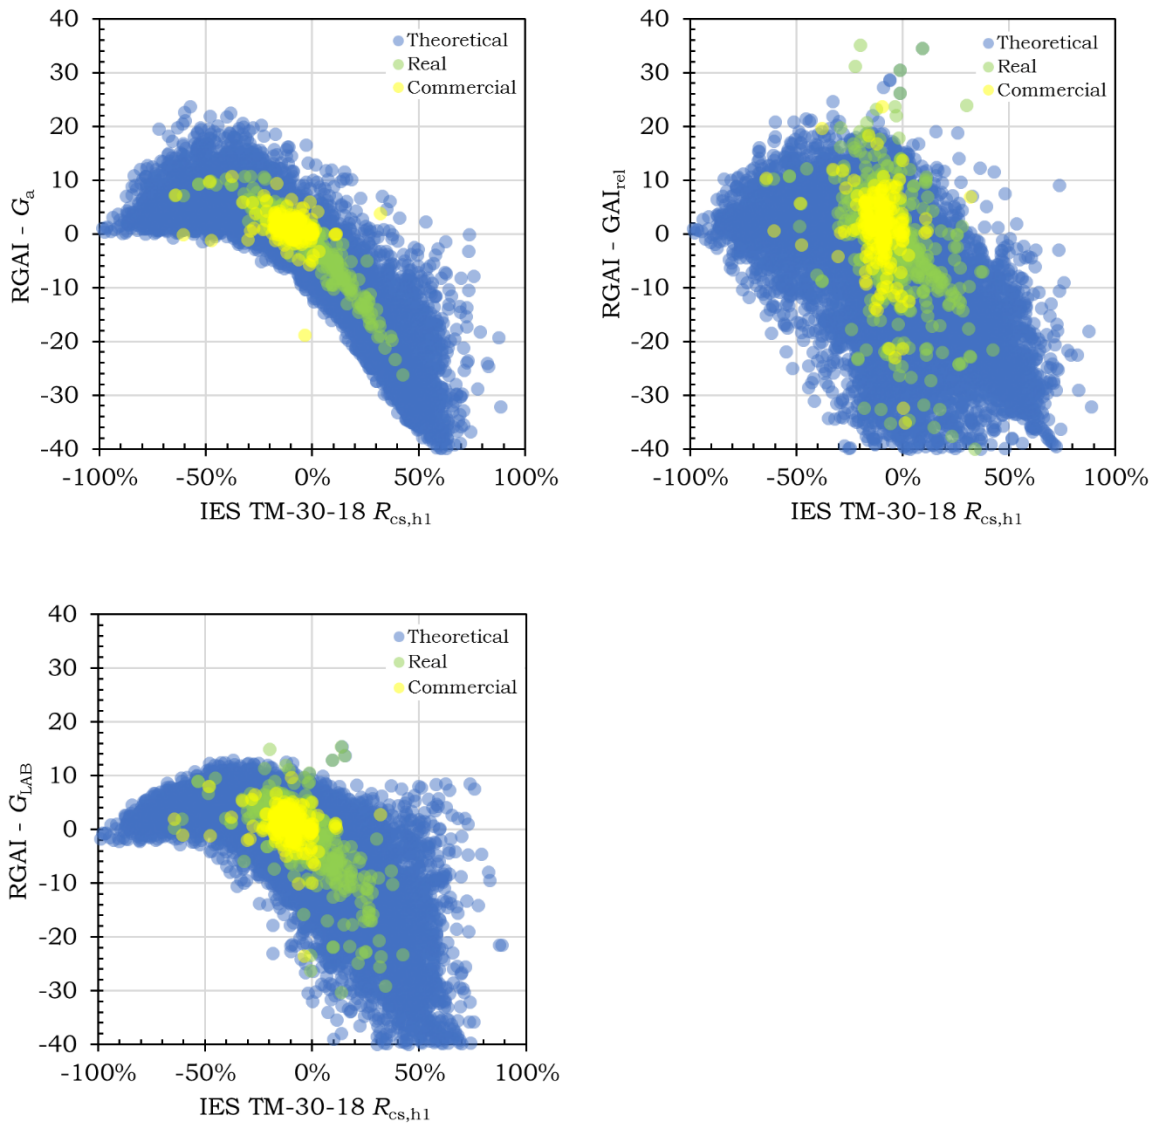 40
30
20
10
0
-10
-20
-30
-40
RGAI - Ga
Theoretical
Real
Commercial
-100% -50% 0% 50% 100%
IES TM-30-18 Rcs,h1
40
30
20
10
0
-10
-20
-30
-40
RGAI - GAIrel
Theoretical
Real
Commercial
-100% -50% 0% 50% 100%
IES TM-30-18 Rcs,h1
40
30
20
10
0
-10
-20
-30
-40
RGAI - GLAB
Theoretical
Real
Commercial
-100% -50% 0% 50% 100%
IES TM-30-18 Rcs,h1